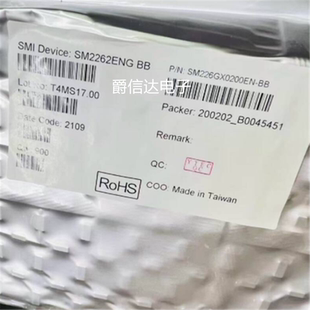 SMI Device: SM2262ENG BB
P/N: SM226GX0200EN-BB
爵信达电子
T4MS17.00
Packer: 200202_B0045451
Code: 2109
Remark:
QC:
RoHS
COO: Made in Taiwan